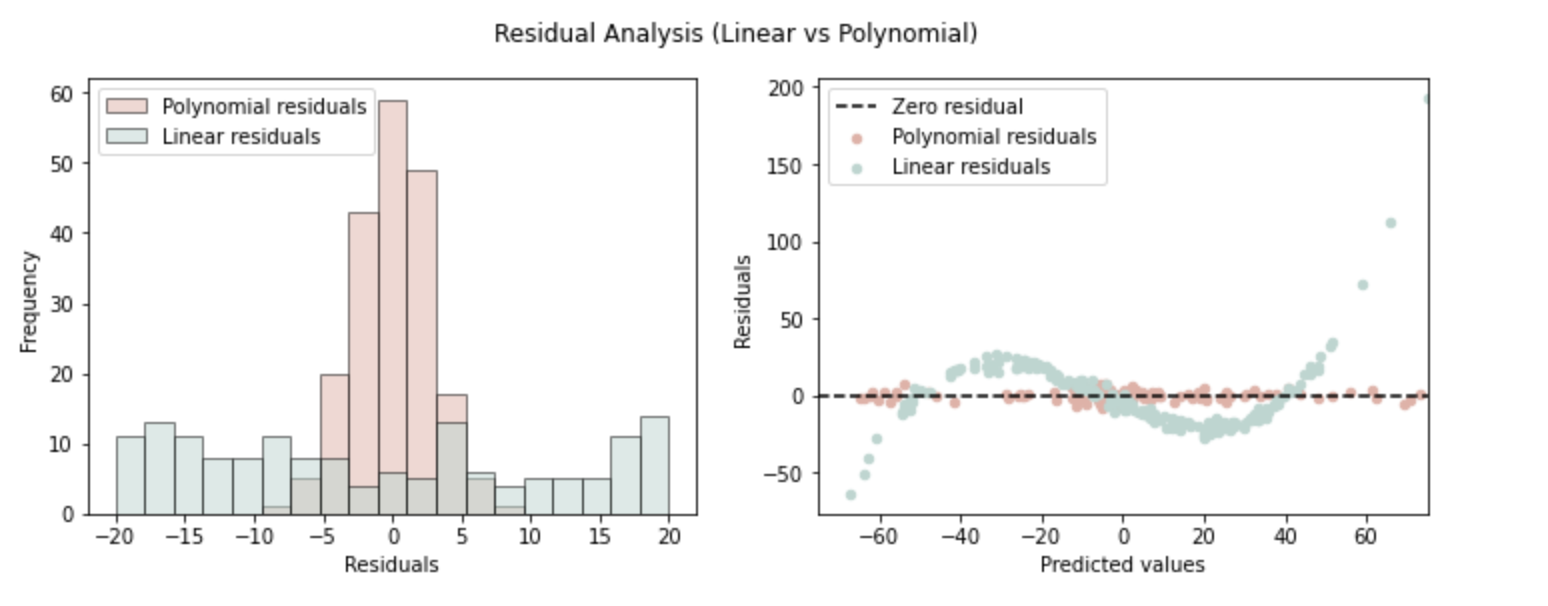 Residual Analysis (Linear vs Polynomial)
60
50
40
30
20
10
0
Frequency
Polynomial residuals
Linear residuals
−20 −15 −10 −5 0 5 10 15 20
Residuals
200
150
100
50
0
−50
Residuals
Zero residual
Polynomial residuals
Linear residuals
−60 −40 −20 0 20 40 60
Predicted values